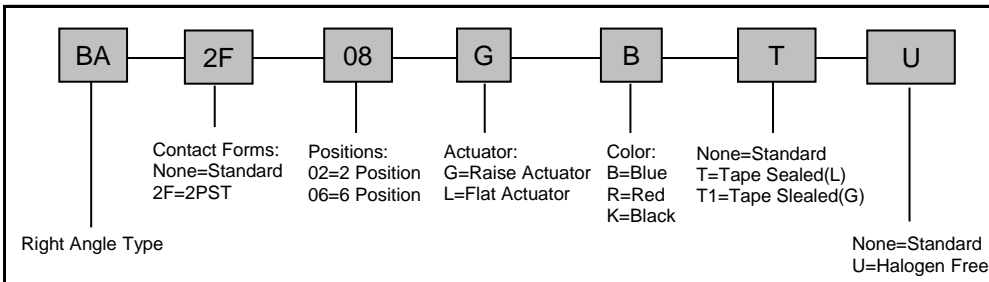 BA 2F 08 G B T U
Contact Forms:
None=Standard
2F=2PST
Positions:
02=2 Position
06=6 Position
Actuator:
G=Raise Actuator
L=Flat Actuator
Color:
B=Blue
R=Red
K=Black
None=Standard
T=Tape Sealed(L)
T1=Tape Slealed(G)
Right Angle Type
None=Standard
U=Halogen Free